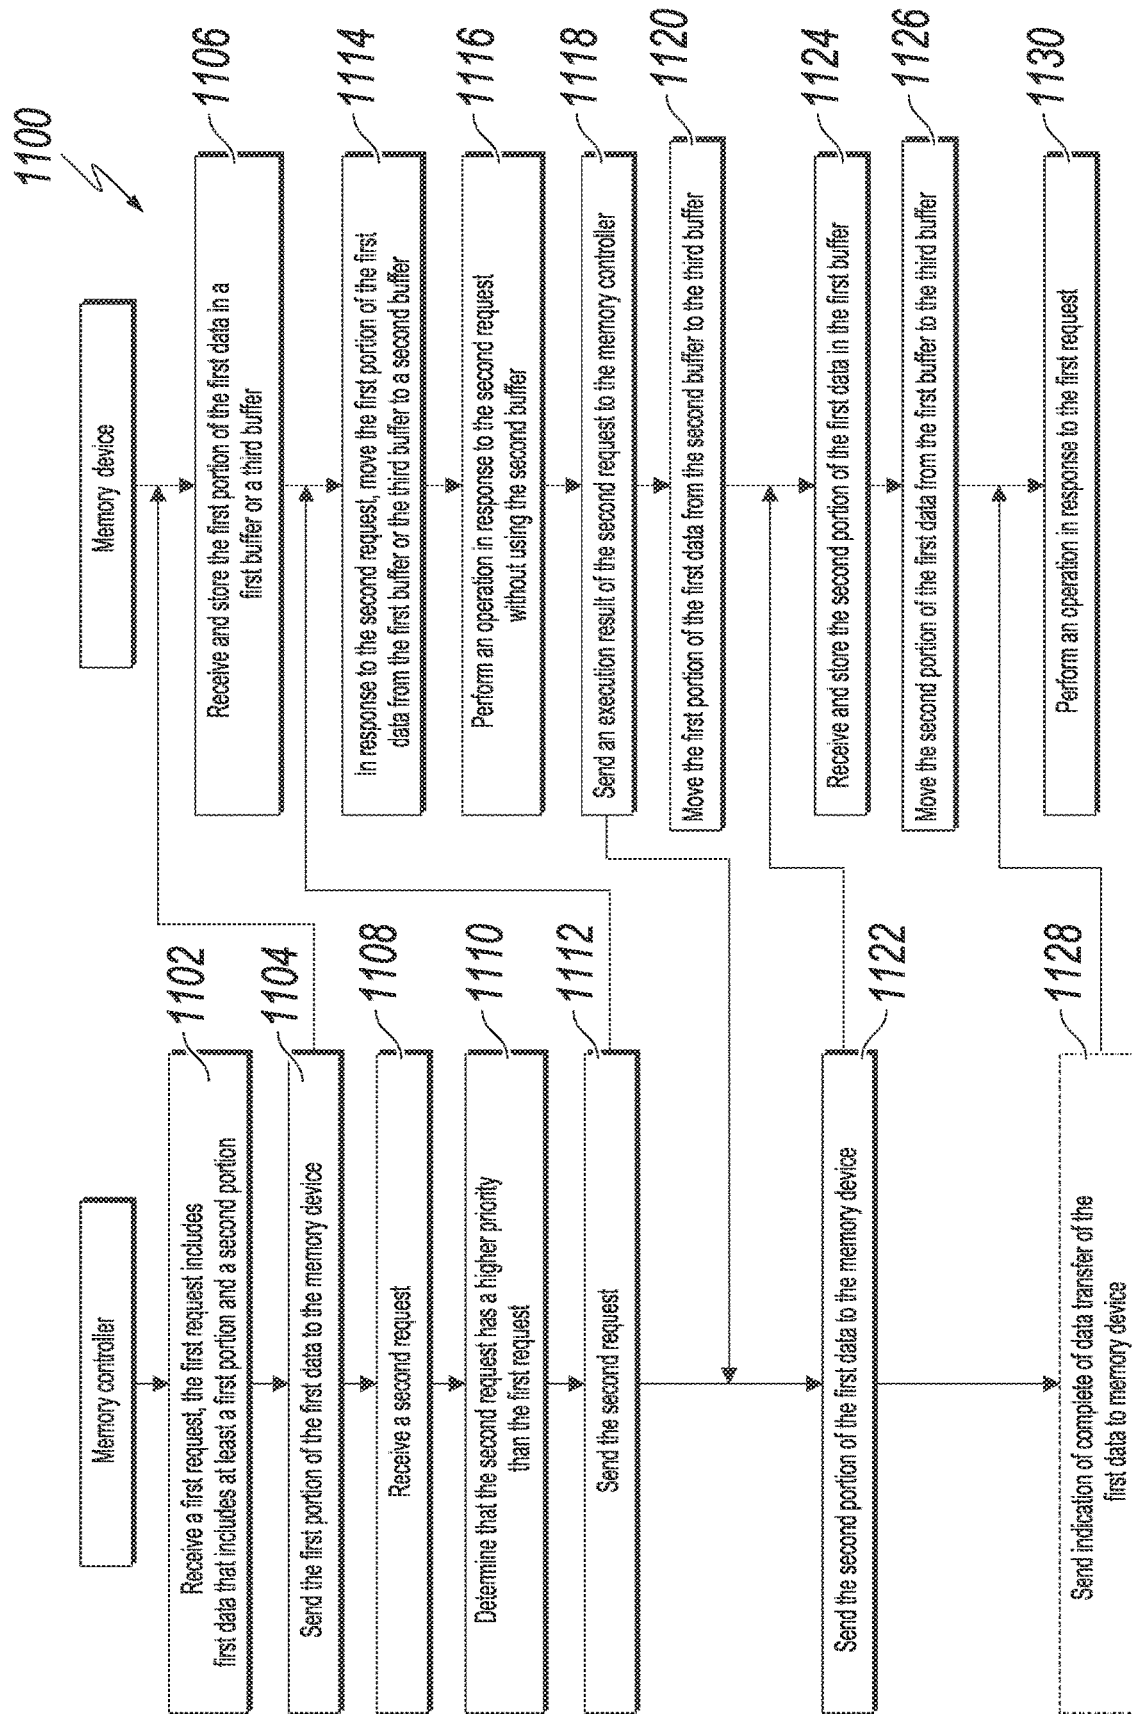 1100
Memory controller
Receive a first request, the first request includes
first data that includes at least a first portion and a second portion
1102
Send the first portion of the first data to the memory device
1104
Receive a second request
1108
Determine that the second request has a higher priority
than the first request
1110
Send the second request
1112
Send the second portion of the first data to the memory device
1122
Send indication of complete of data transfer of the
first data to memory device
1128
Memory device
Receive and store the first portion of the first data in a
first buffer or a third buffer
1106
in response to the second request, move the first portion of the first
data from the first buffer or the third buffer to a second buffer
1114
Perform an operation in response to the second request
without using the second buffer
1116
Send an execution result of the second request to the memory controller
1118
Move the first portion of the first data from the second buffer to the third buffer
1120
Receive and store the second portion of the first data in the first buffer
1124
Move the second portion of the first data from the first buffer to the third buffer
1126
Perform an operation in response to the first request
1130